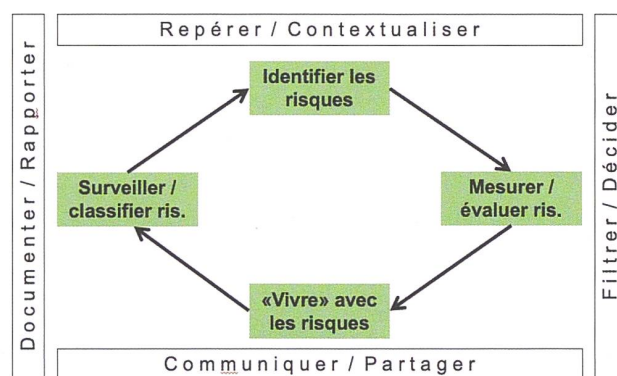 Repérer / Contextualiser
Documenter / Rapporter
Identifier les
risques
Surveiller /
classifier ris.
Mesurer /
évaluer ris.
«Vivre» avec
les risques
Filtrer / Décider
Communiquer / Partager